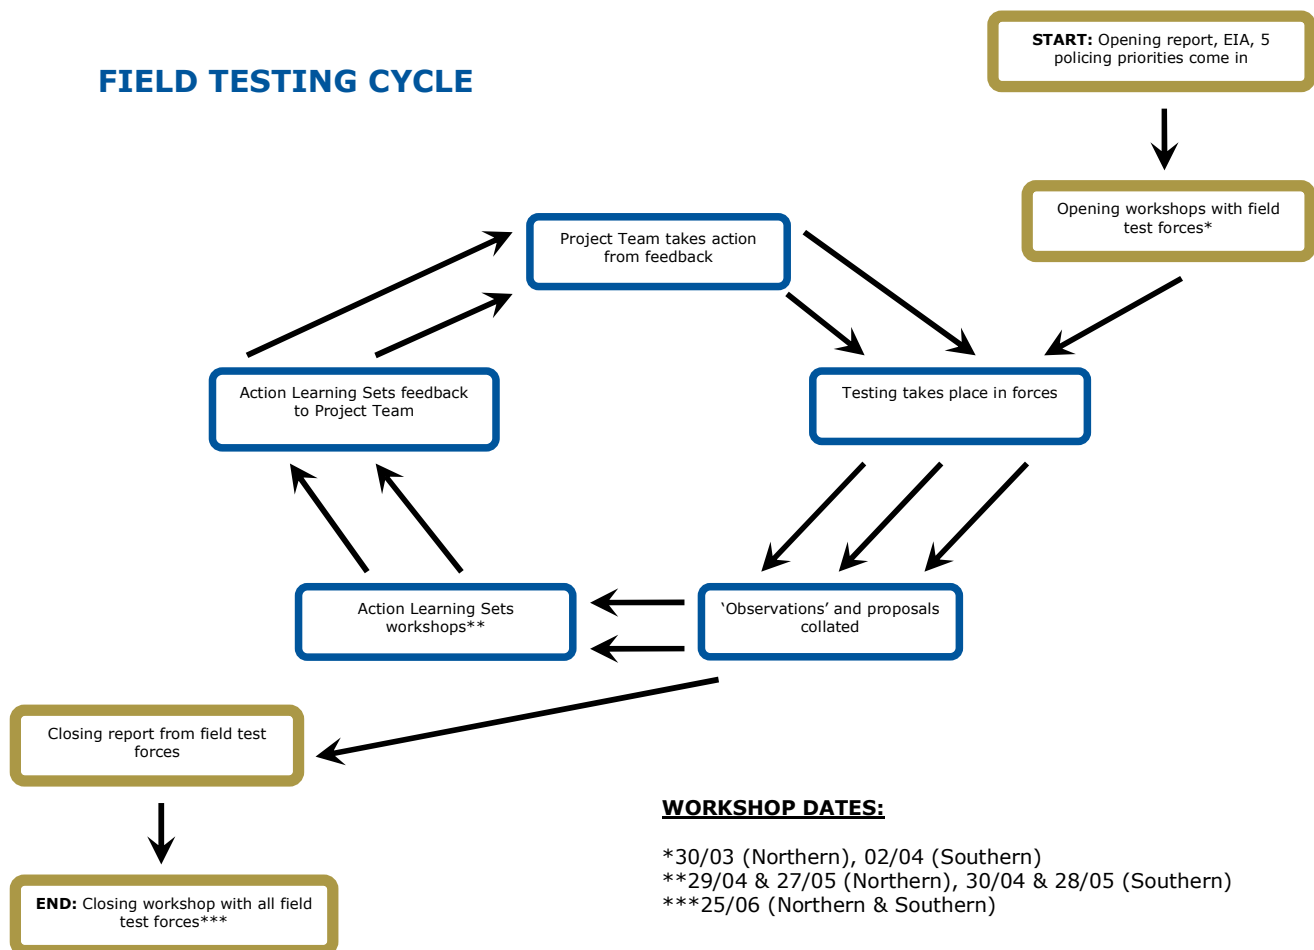 START: Opening report, EIA, 5
policing priorities come in
FIELD TESTING CYCLE
Opening workshops with field
test forces*
Project Team takes action
from feedback
Action Learning Sets feedback
to Project Team
Testing takes place in forces
Action Learning Sets
workshops**
‘Observations’ and proposals
collated
Closing report from field test
forces
END: Closing workshop with all field
test forces***
WORKSHOP DATES:
*30/03 (Northern), 02/04 (Southern)
**29/04 & 27/05 (Northern), 30/04 & 28/05 (Southern)
***25/06 (Northern & Southern)